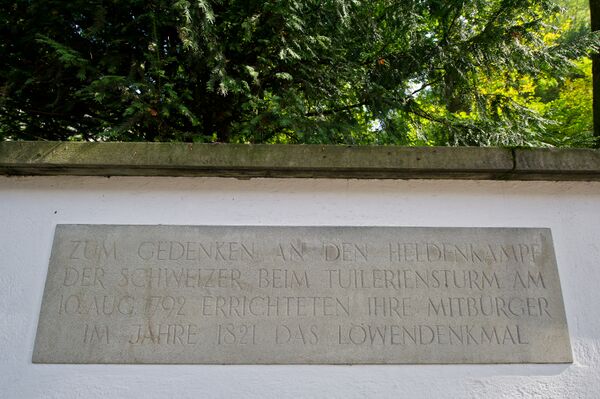 ZUM GEDENKEN AN DEN HELDENKAMPF
DER SCHWEIZER BEIM TUILERIENSTURM AM
10. AUG. 1792 ERRICHTETEN IHRE MITBÜRGER
IM JAHRE 1821 DAS LÖWENDENKMAL